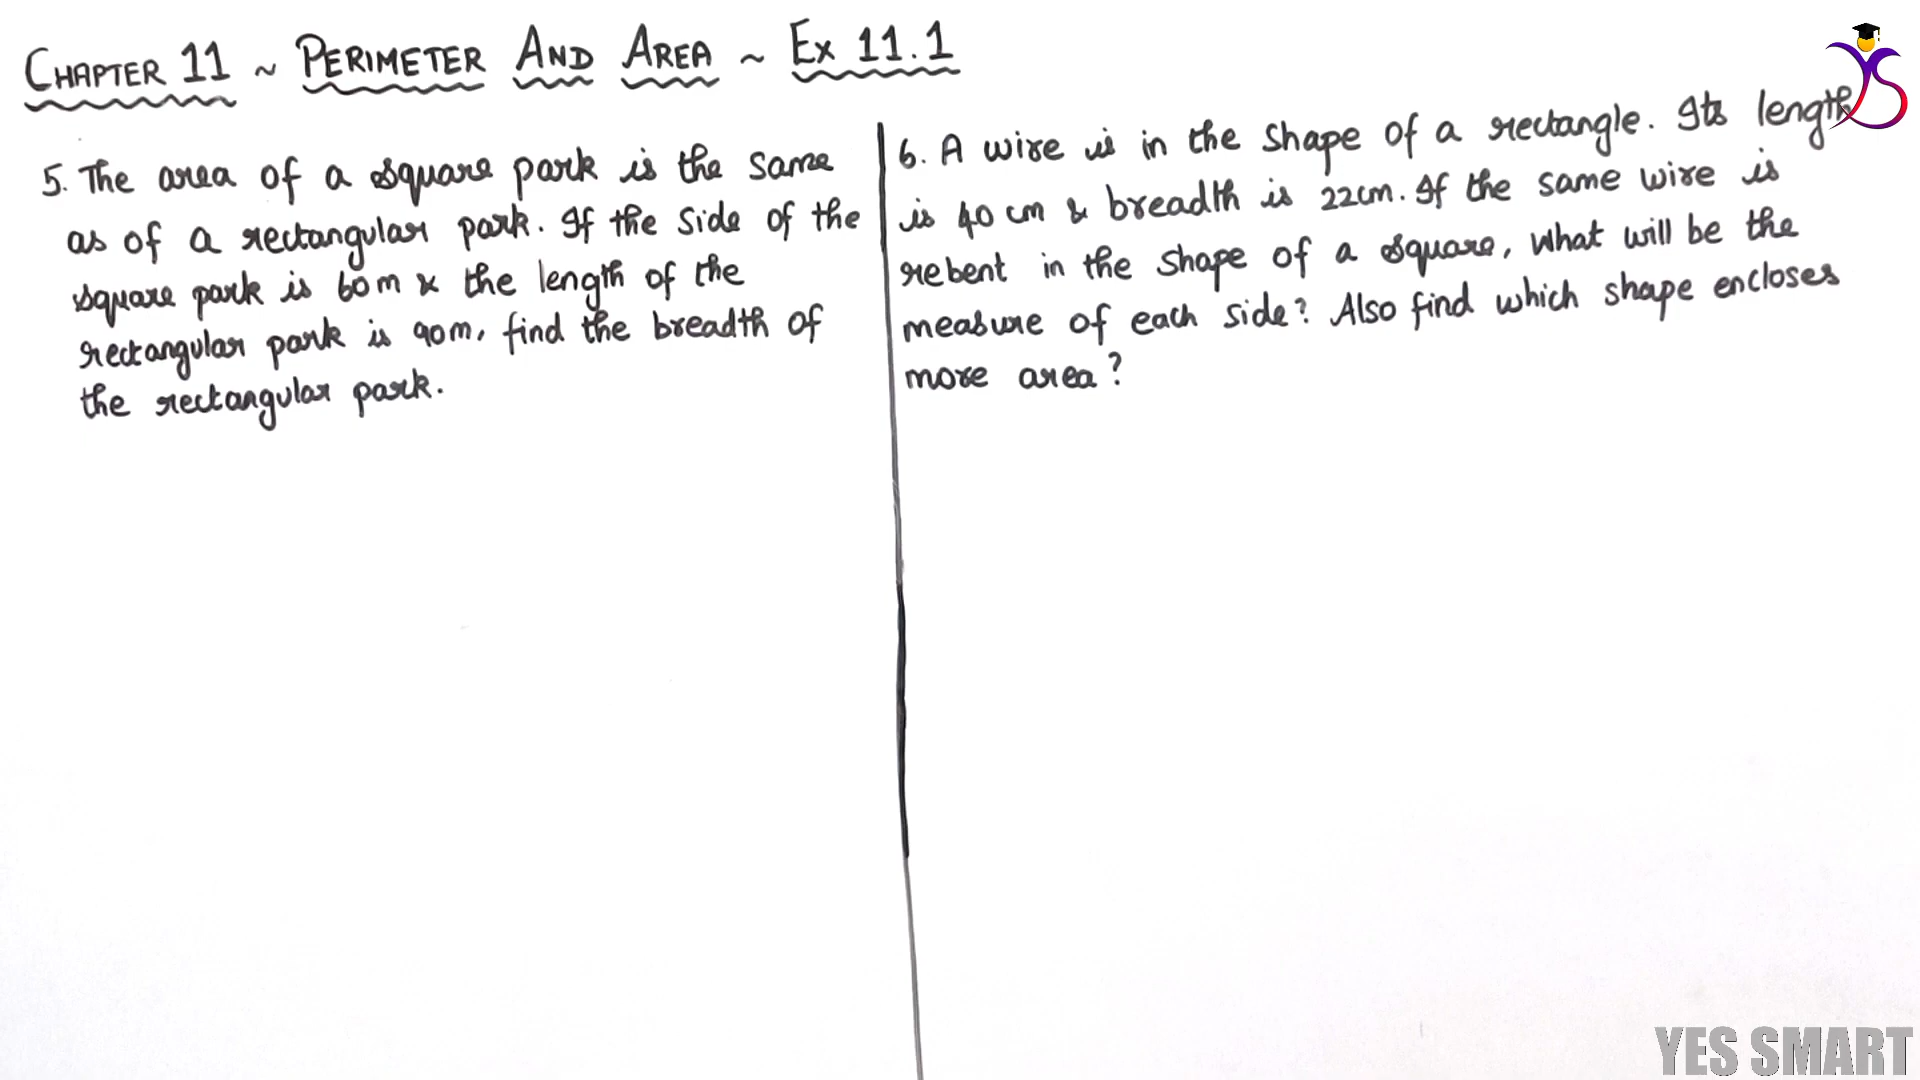 CHAPTER 11 ~ PERIMETER AND AREA ~ EX 11.1
5. The area of a square park is the same
as of a rectangular park. If the side of the
square park is 60m & the length of the
rectangular park is 90m, find the breadth of
the rectangular park.
6. A wire is in the shape of a rectangle. Its length
is 40 cm & breadth is 22cm. If the same wire is
rebent in the shape of a square, what will be the
measure of each side? Also find which shape encloses
more area?
YS
YES SMART